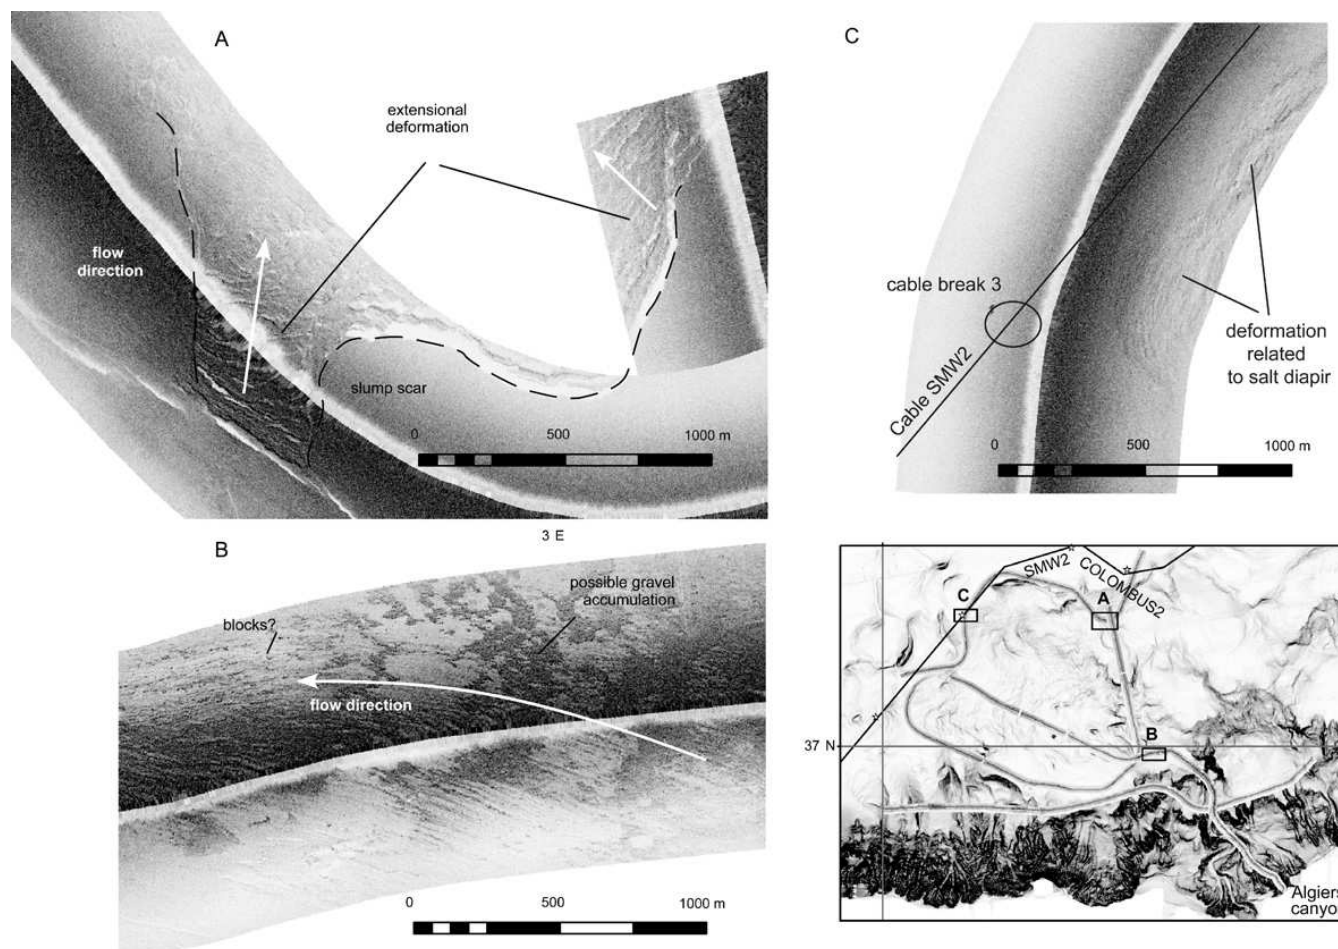 A
extensional
deformation
flow
direction
slump scar
0
500
1000 m
C
cable break 3
Cable SMW2
deformation
related
to salt diapir
0
500
1000 m
3 E
B
possible gravel
accumulation
blocks?
flow direction
0
500
1000 m
SMW2
COLOMBUS2
C
A
37 N
B
Algiers
canyo